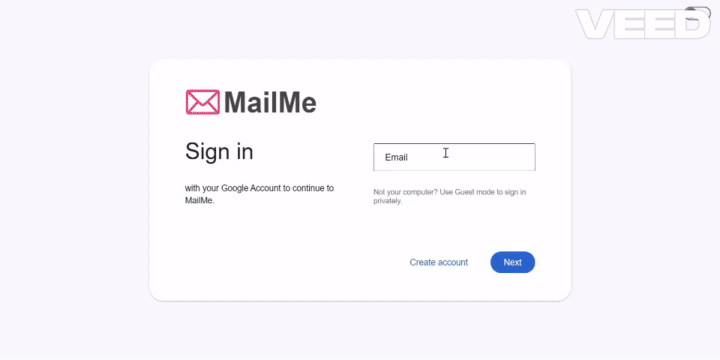 VEED
MailMe
Sign in
Email
with your Google Account to continue to
MailMe.
Not your computer? Use Guest mode to sign in
privately.
Create account
Next